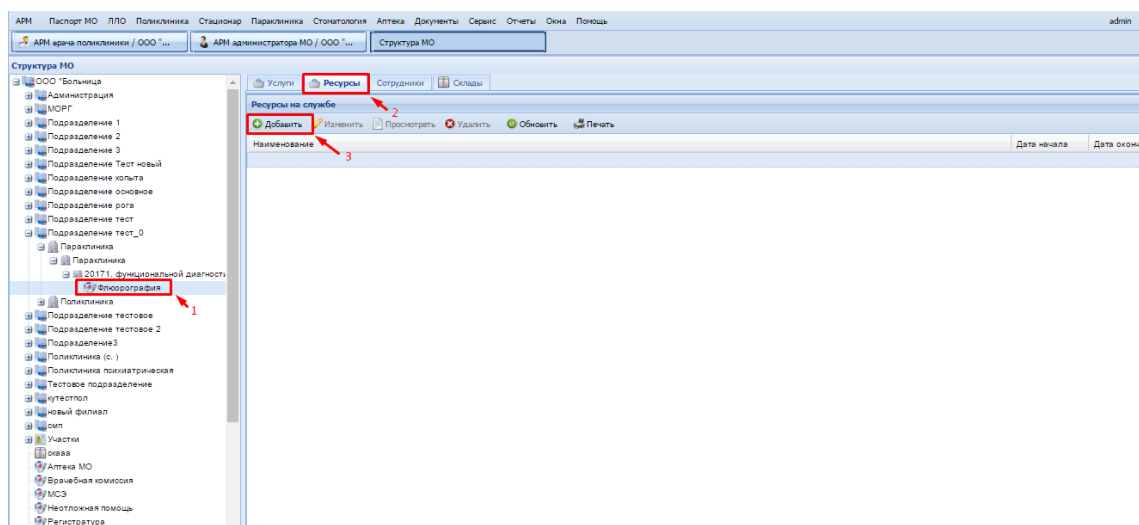 АРМ Паспорт МО ЛЛО Поликлиника Стационар Параклиника Стоматология Аптека Документы Сервис Отчеты Окна Помощь admin
АРМ врача поликлиники / ООО "... АРМ администратора МО / ООО "... Структура МО
Структура МО
ООО "Больница
Администрация
МОРГ
Подразделение 1
Подразделение 2
Подразделение 3
Подразделение Тест новый
Подразделение копыта
Подразделение основное
Подразделение рога
Подразделение тест
Подразделение тест_0
Параклиника
Параклиника
20171. функциональной диагности
Флюорография
1
Поликлиника
Подразделение тестовое
Подразделение тестовое 2
Подразделение3
Поликлиника (с. )
Поликлиника психиатрическая
Тестовое подразделение
кутестпол
новый филиал
смп
Участки
скааа
Аптека МО
Врачебная комиссия
МСЭ
Неотложная помощь
Регистратура
Услуги Ресурсы Сотрудники Склады
2
Ресурсы на службе
Добавить Изменить Просмотреть Удалить Обновить Печать
3
Наименование Дата начала Дата оконч